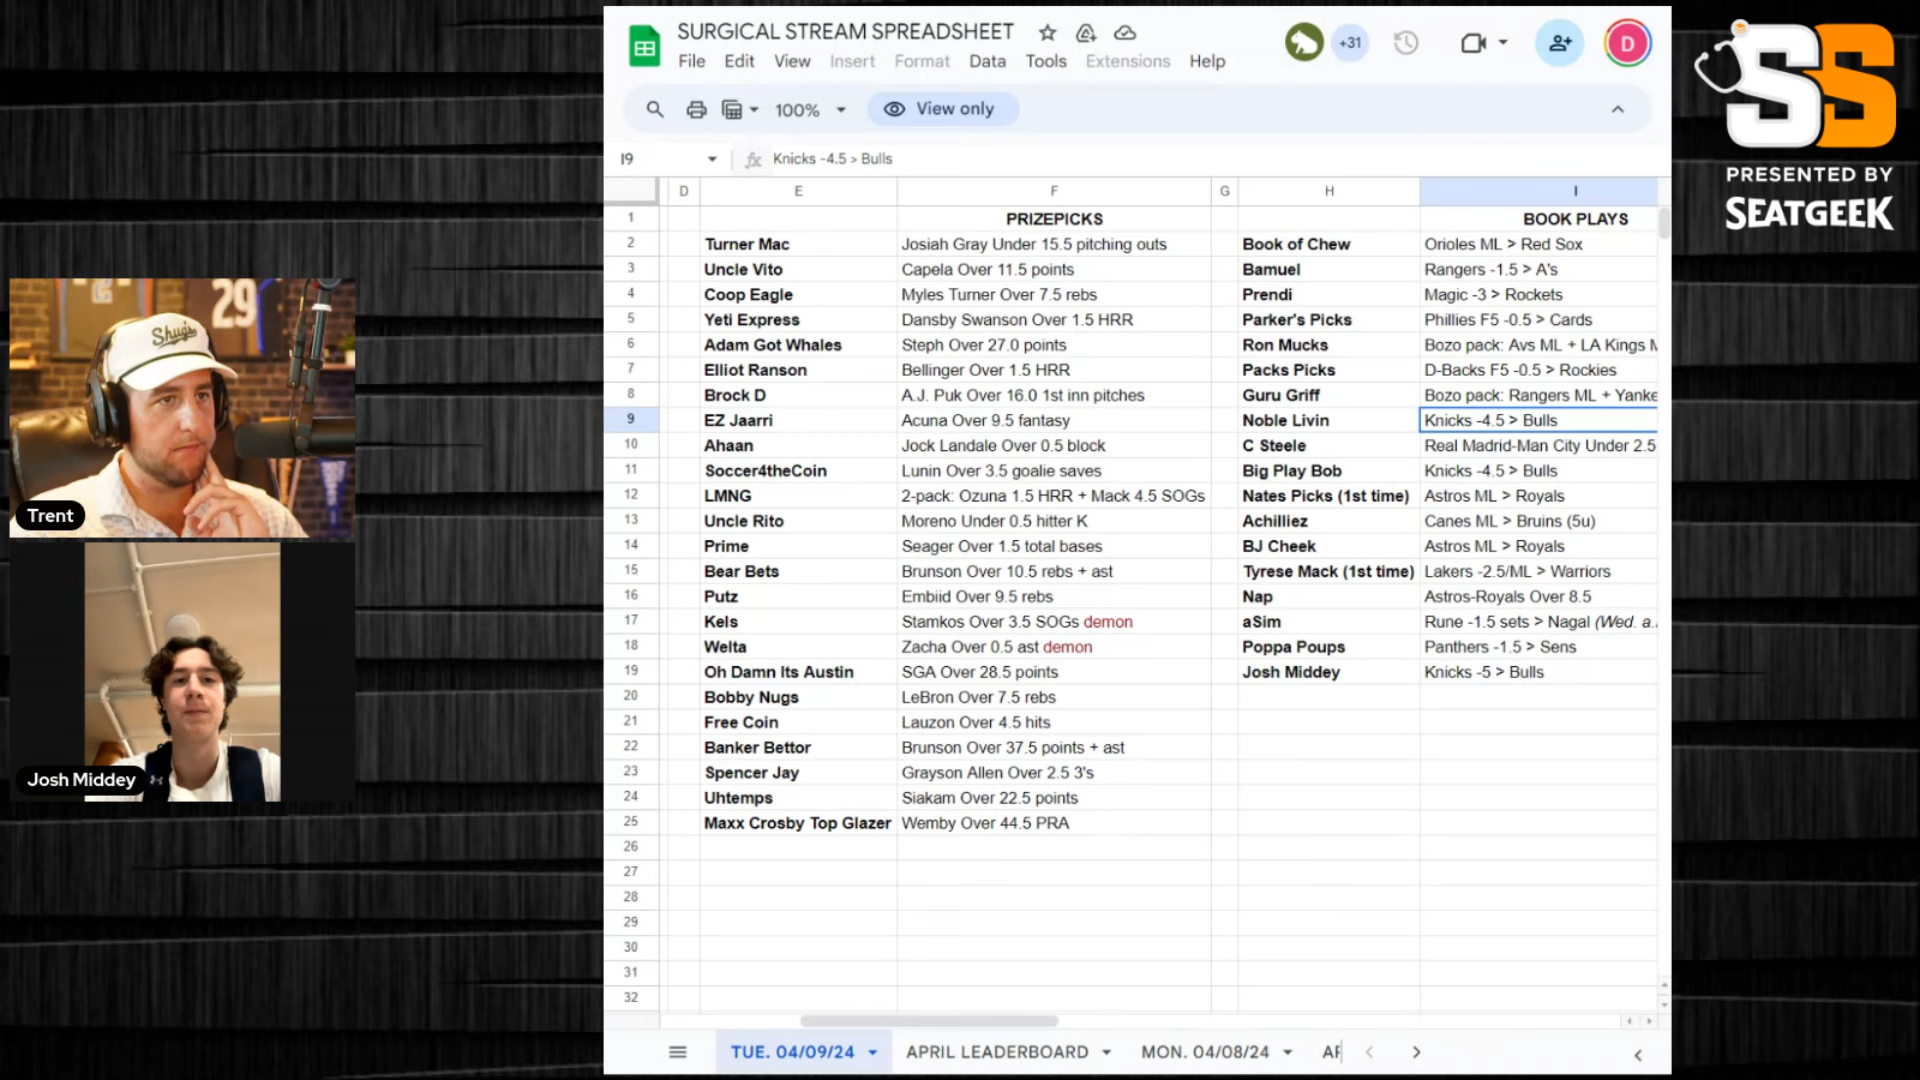 SURGICAL STREAM SPREADSHEET
File Edit View Insert Format Data Tools Extensions Help
+31
D
100%
View only
I9
fx Knicks -4.5 > Bulls
D E F G H I
1 PRIZEPICKS BOOK PLAYS
2 Turner Mac Josiah Gray Under 15.5 pitching outs Book of Chew Orioles ML > Red Sox
3 Uncle Vito Capela Over 11.5 points Bamuel Rangers -1.5 > A's
4 Coop Eagle Myles Turner Over 7.5 rebs Prendi Magic -3 > Rockets
5 Yeti Express Dansby Swanson Over 1.5 HRR Parker's Picks Phillies F5 -0.5 > Cards
6 Adam Got Whales Steph Over 27.0 points Ron Mucks Bozo pack: Avs ML + LA Kings M
7 Elliot Ranson Bellinger Over 1.5 HRR Packs Picks D-Backs F5 -0.5 > Rockies
8 Brock D A.J. Puk Over 16.0 1st inn pitches Guru Griff Bozo pack: Rangers ML + Yanke
9 EZ Jaarri Acuna Over 9.5 fantasy Noble Livin Knicks -4.5 > Bulls
10 Ahaan Jock Landale Over 0.5 block C Steele Real Madrid-Man City Under 2.5
11 Soccer4theCoin Lunin Over 3.5 goalie saves Big Play Bob Knicks -4.5 > Bulls
12 LMNG 2-pack: Ozuna 1.5 HRR + Mack 4.5 SOGs Nates Picks (1st time) Astros ML > Royals
13 Uncle Rito Moreno Under 0.5 hitter K Achilliez Canes ML > Bruins (5u)
14 Prime Seager Over 1.5 total bases BJ Cheek Astros ML > Royals
15 Bear Bets Brunson Over 10.5 rebs + ast Tyrese Mack (1st time) Lakers -2.5/ML > Warriors
16 Putz Embiid Over 9.5 rebs Nap Astros-Royals Over 8.5
17 Kels Stamkos Over 3.5 SOGs demon aSim Rune -1.5 sets > Nagal (Wed. a.
18 Welta Zacha Over 0.5 ast demon Poppa Poups Panthers -1.5 > Sens
19 Oh Damn Its Austin SGA Over 28.5 points Josh Middey Knicks -5 > Bulls
20 Bobby Nugs LeBron Over 7.5 rebs
21 Free Coin Lauzon Over 4.5 hits
22 Banker Bettor Brunson Over 37.5 points + ast
23 Spencer Jay Grayson Allen Over 2.5 3's
24 Uhtemps Siakam Over 22.5 points
25 Maxx Crosby Top Glazer Wemby Over 44.5 PRA
26
27
28
29
30
31
32
TUE. 04/09/24 APRIL LEADERBOARD MON. 04/08/24 AP
SS
PRESENTED BY
SEATGEEK
29
Shugs
Trent
Josh Middey